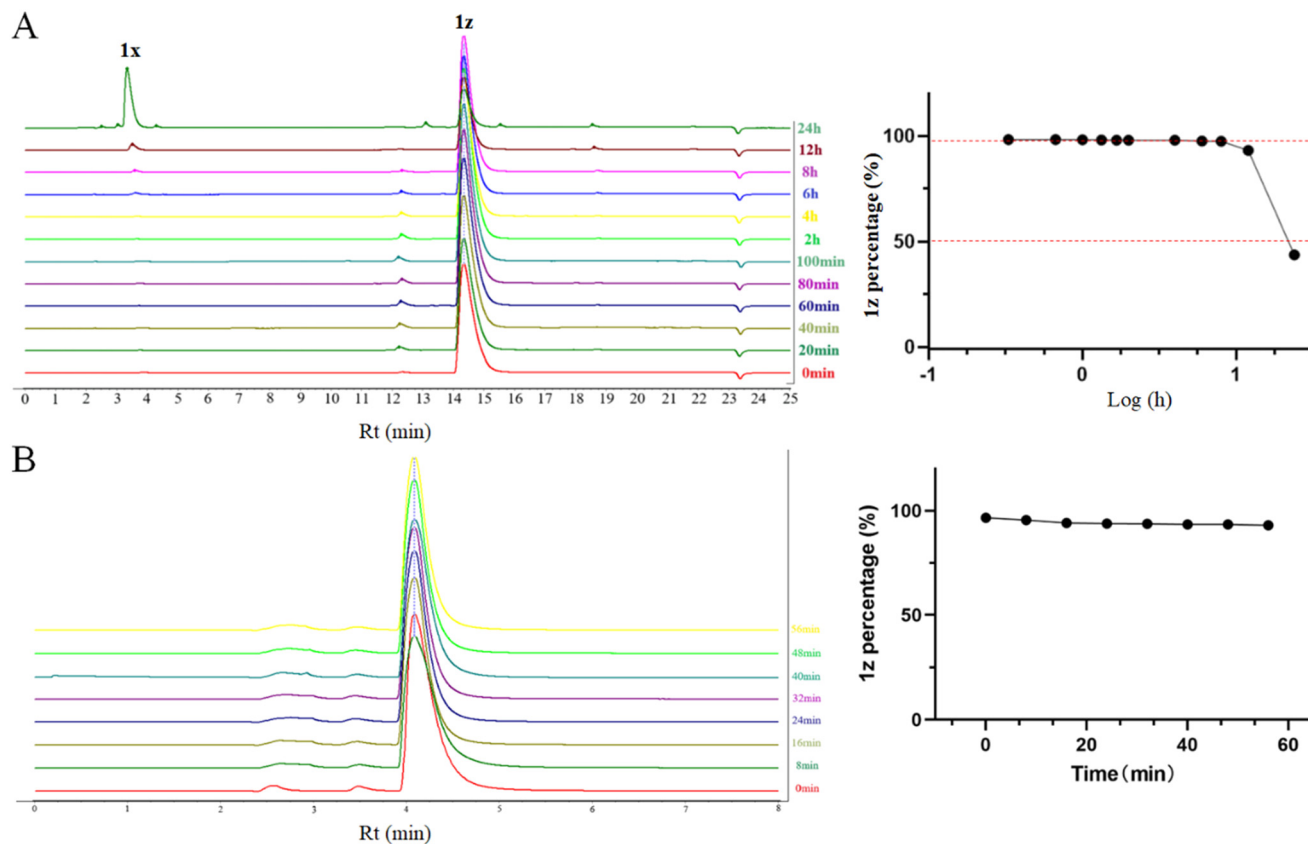 A
1x
1z
24h
12h
8h
6h
4h
2h
100min
80min
60min
40min
20min
0min
0 1 2 3 4 5 6 7 8 9 10 11 12 13 14 15 16 17 18 19 20 21 22 23 24 25
Rt (min)
1z percentage (%)
100
50
0
-1 0 1
Log (h)
B
56min
48min
40min
32min
24min
16min
8min
0min
0 1 2 3 4 5 6 7 8
Rt (min)
1z percentage (%)
100
50
0
0 20 40 60
Time (min)